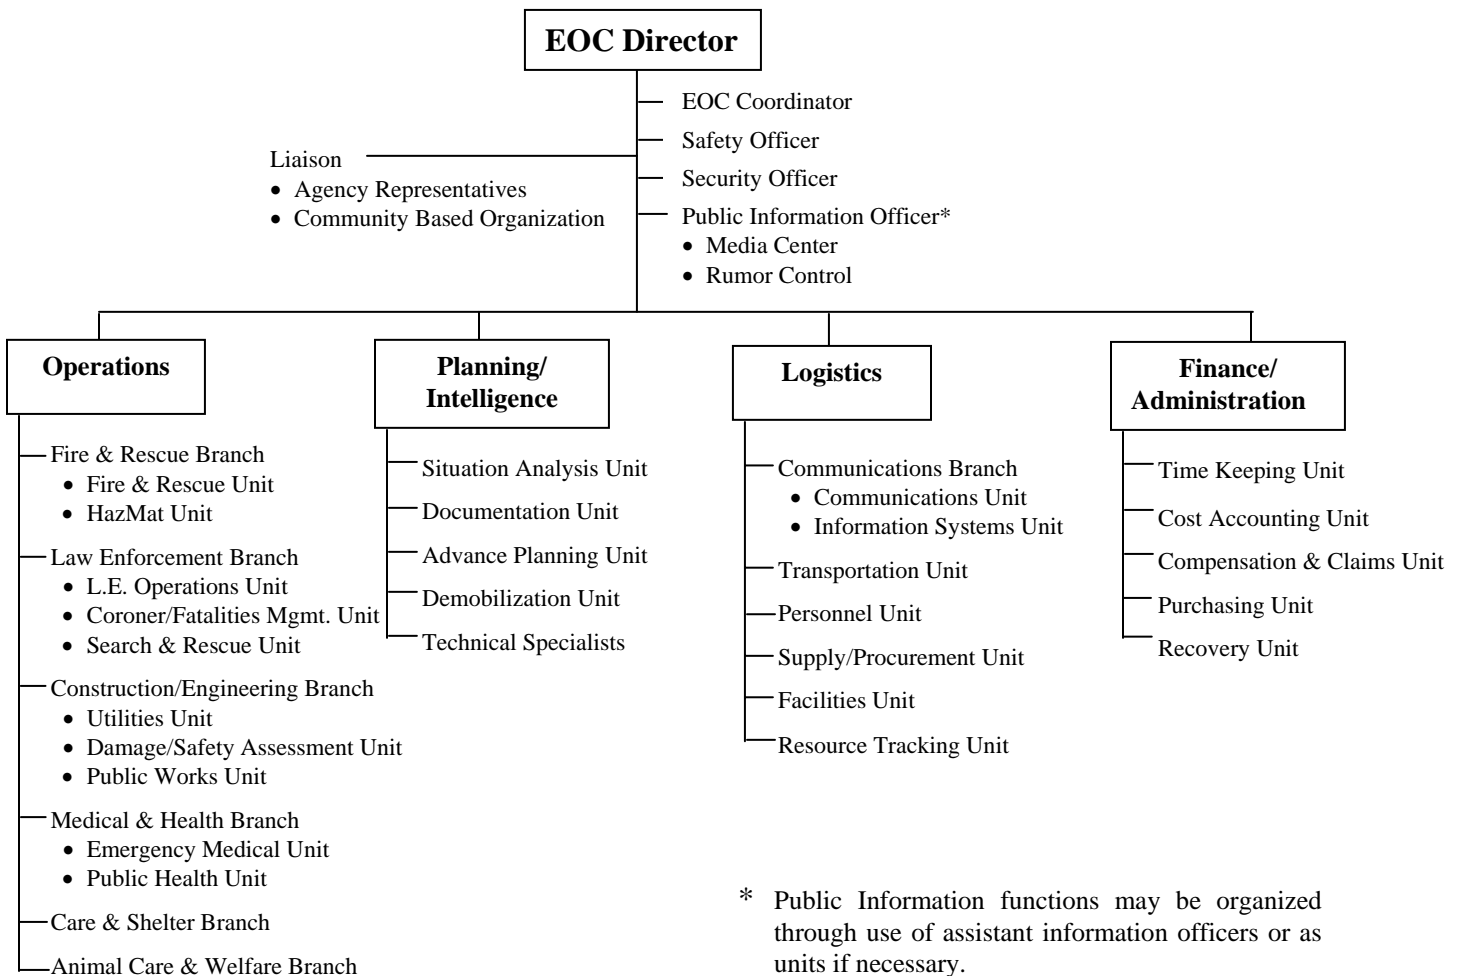 EOC Director
EOC Coordinator
Safety Officer
Security Officer
Public Information Officer*
• Media Center
• Rumor Control
Liaison
• Agency Representatives
• Community Based Organization
Operations
Fire & Rescue Branch
• Fire & Rescue Unit
• HazMat Unit
Law Enforcement Branch
• L.E. Operations Unit
• Coroner/Fatalities Mgmt. Unit
• Search & Rescue Unit
Construction/Engineering Branch
• Utilities Unit
• Damage/Safety Assessment Unit
• Public Works Unit
Medical & Health Branch
• Emergency Medical Unit
• Public Health Unit
Care & Shelter Branch
Animal Care & Welfare Branch
Planning/
Intelligence
Situation Analysis Unit
Documentation Unit
Advance Planning Unit
Demobilization Unit
Technical Specialists
Logistics
Communications Branch
• Communications Unit
• Information Systems Unit
Transportation Unit
Personnel Unit
Supply/Procurement Unit
Facilities Unit
Resource Tracking Unit
Finance/
Administration
Time Keeping Unit
Cost Accounting Unit
Compensation & Claims Unit
Purchasing Unit
Recovery Unit
* Public Information functions may be organized
through use of assistant information officers or as
units if necessary.